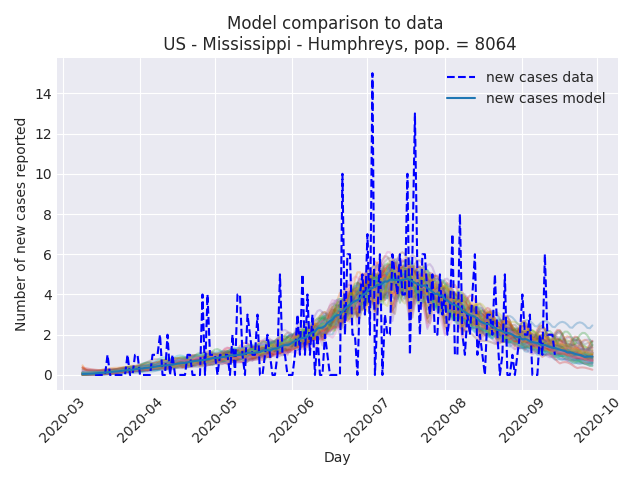 Model comparison to data
US - Mississippi - Humphreys, pop. = 8064
new cases data
new cases model
Number of new cases reported
14
12
10
8
6
4
2
0
2020-03
2020-04
2020-05
2020-06
2020-07
2020-08
2020-09
2020-10
Day